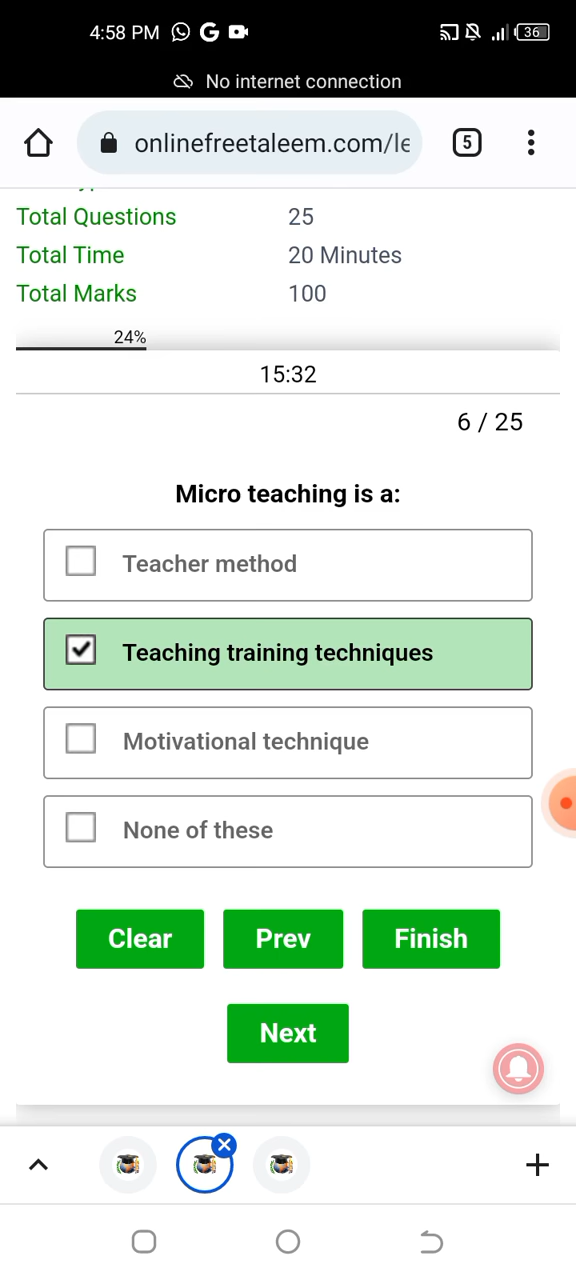 4:58 PM
36
No internet connection
onlinefreetaleem.com/le
5
Total Questions 25
Total Time 20 Minutes
Total Marks 100
24%
15:32
6 / 25
Micro teaching is a:
Teacher method
Teaching training techniques
Motivational technique
None of these
Clear Prev Finish
Next